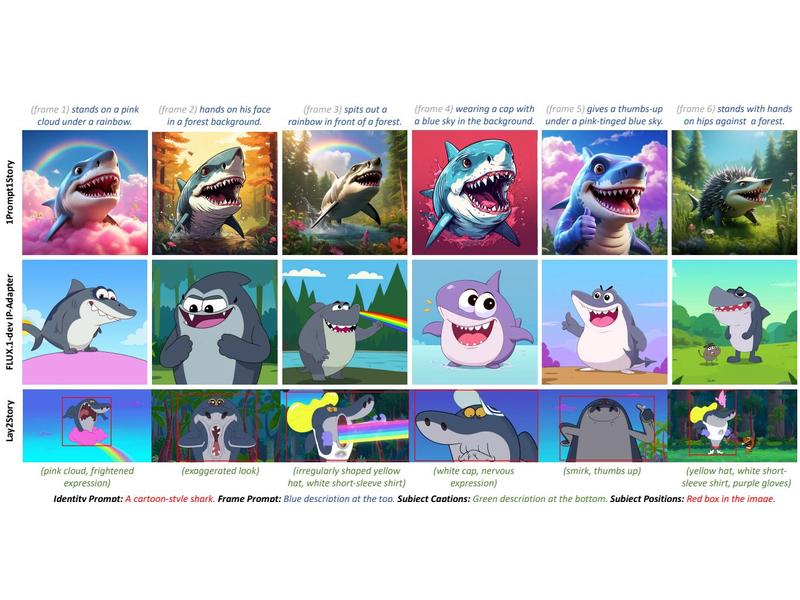 (frame 1) stands on a pink
cloud under a rainbow.
(frame 2) hands on his face
in a forest background.
(frame 3) spits out a
rainbow in front of a forest.
(frame 4) wearing a cap with
a blue sky in the background.
(frame 5) gives a thumbs-up
under a pink-tinged blue sky.
(frame 6) stands with hands
on hips against a forest.
1Prompt1Story
FLUX.1-dev IP-Adapter
Lay2Story
(pink cloud, frightened
expression)
(exaggerated look)
(irregularly shaped yellow
hat, white short-sleeve shirt)
(white cap, nervous
expression)
(smirk, thumbs up)
(yellow hat, white short-
sleeve shirt, purple gloves)
Identity Prompt: A cartoon-style shark. Frame Prompt: Blue description at the top. Subject Captions: Green description at the bottom. Subject Positions: Red box in the image.